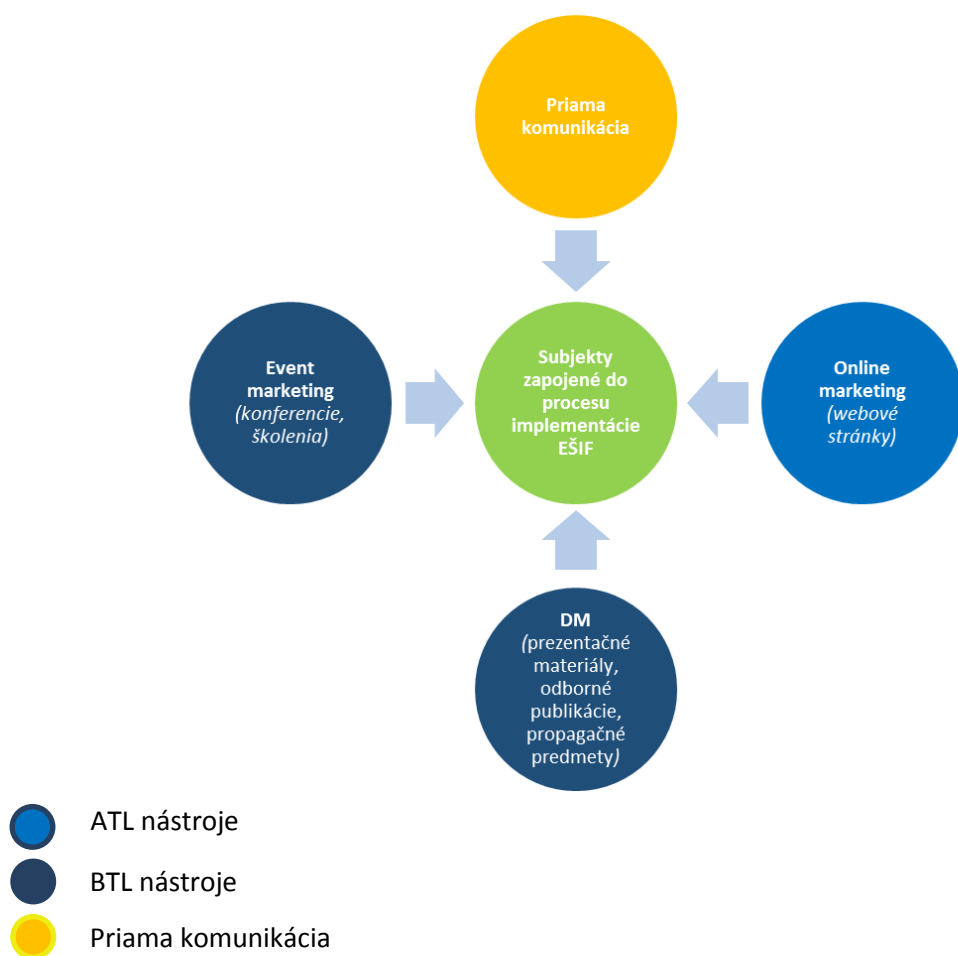 Priama
komunikácia
Event
marketing
(konferencie,
školenia)
Subjekty
zapojené do
procesu
implementácie
EŠIF
Online
marketing
(webové
stránky)
DM
(prezentačné
materiály,
odborné
publikácie,
propagačné
predmety)
ATL nástroje
BTL nástroje
Priama komunikácia